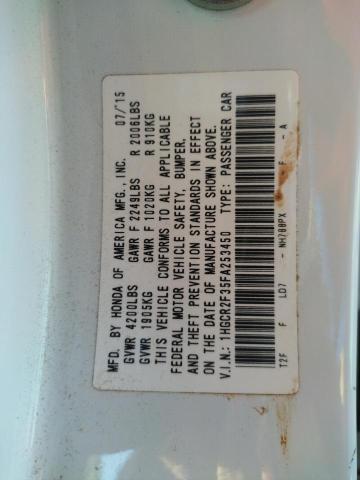 MFD. BY HONDA OF AMERICA MFG., INC. 07/15
GVWR 4200LBS GAWR F 2249LBS R 2006LBS
GVWR 1905KG GAWR F 1020KG R 910KG
THIS VEHICLE CONFORMS TO ALL APPLICABLE
FEDERAL MOTOR VEHICLE SAFETY, BUMPER,
AND THEFT PREVENTION STANDARDS IN EFFECT
ON THE DATE OF MANUFACTURE SHOWN ABOVE.
V.I.N.: 1HGCR2F35FA253450 TYPE: PASSENGER CAR
T2F F LD7 - NH788PX F - A